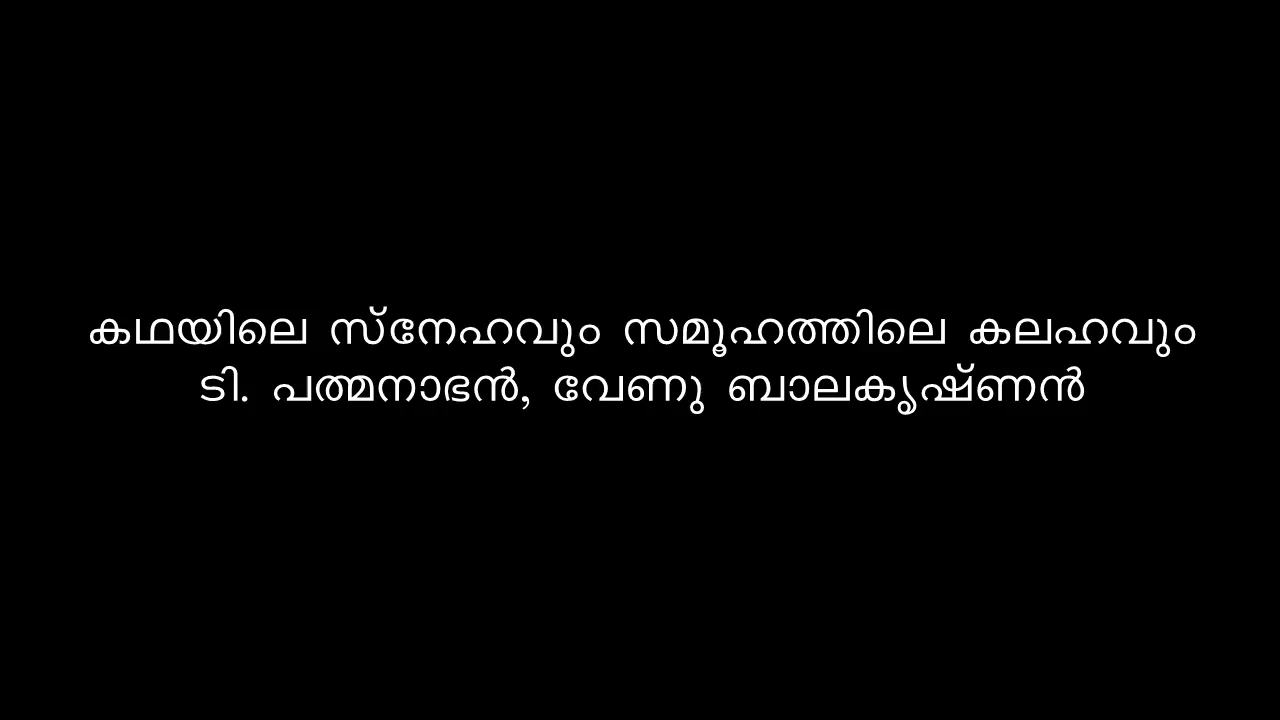 കഥയിലെ സ്നേഹവും സമൂഹത്തിലെ കലഹവും
ടി. പത്മനാഭൻ, വേണു ബാലകൃഷ്ണൻ